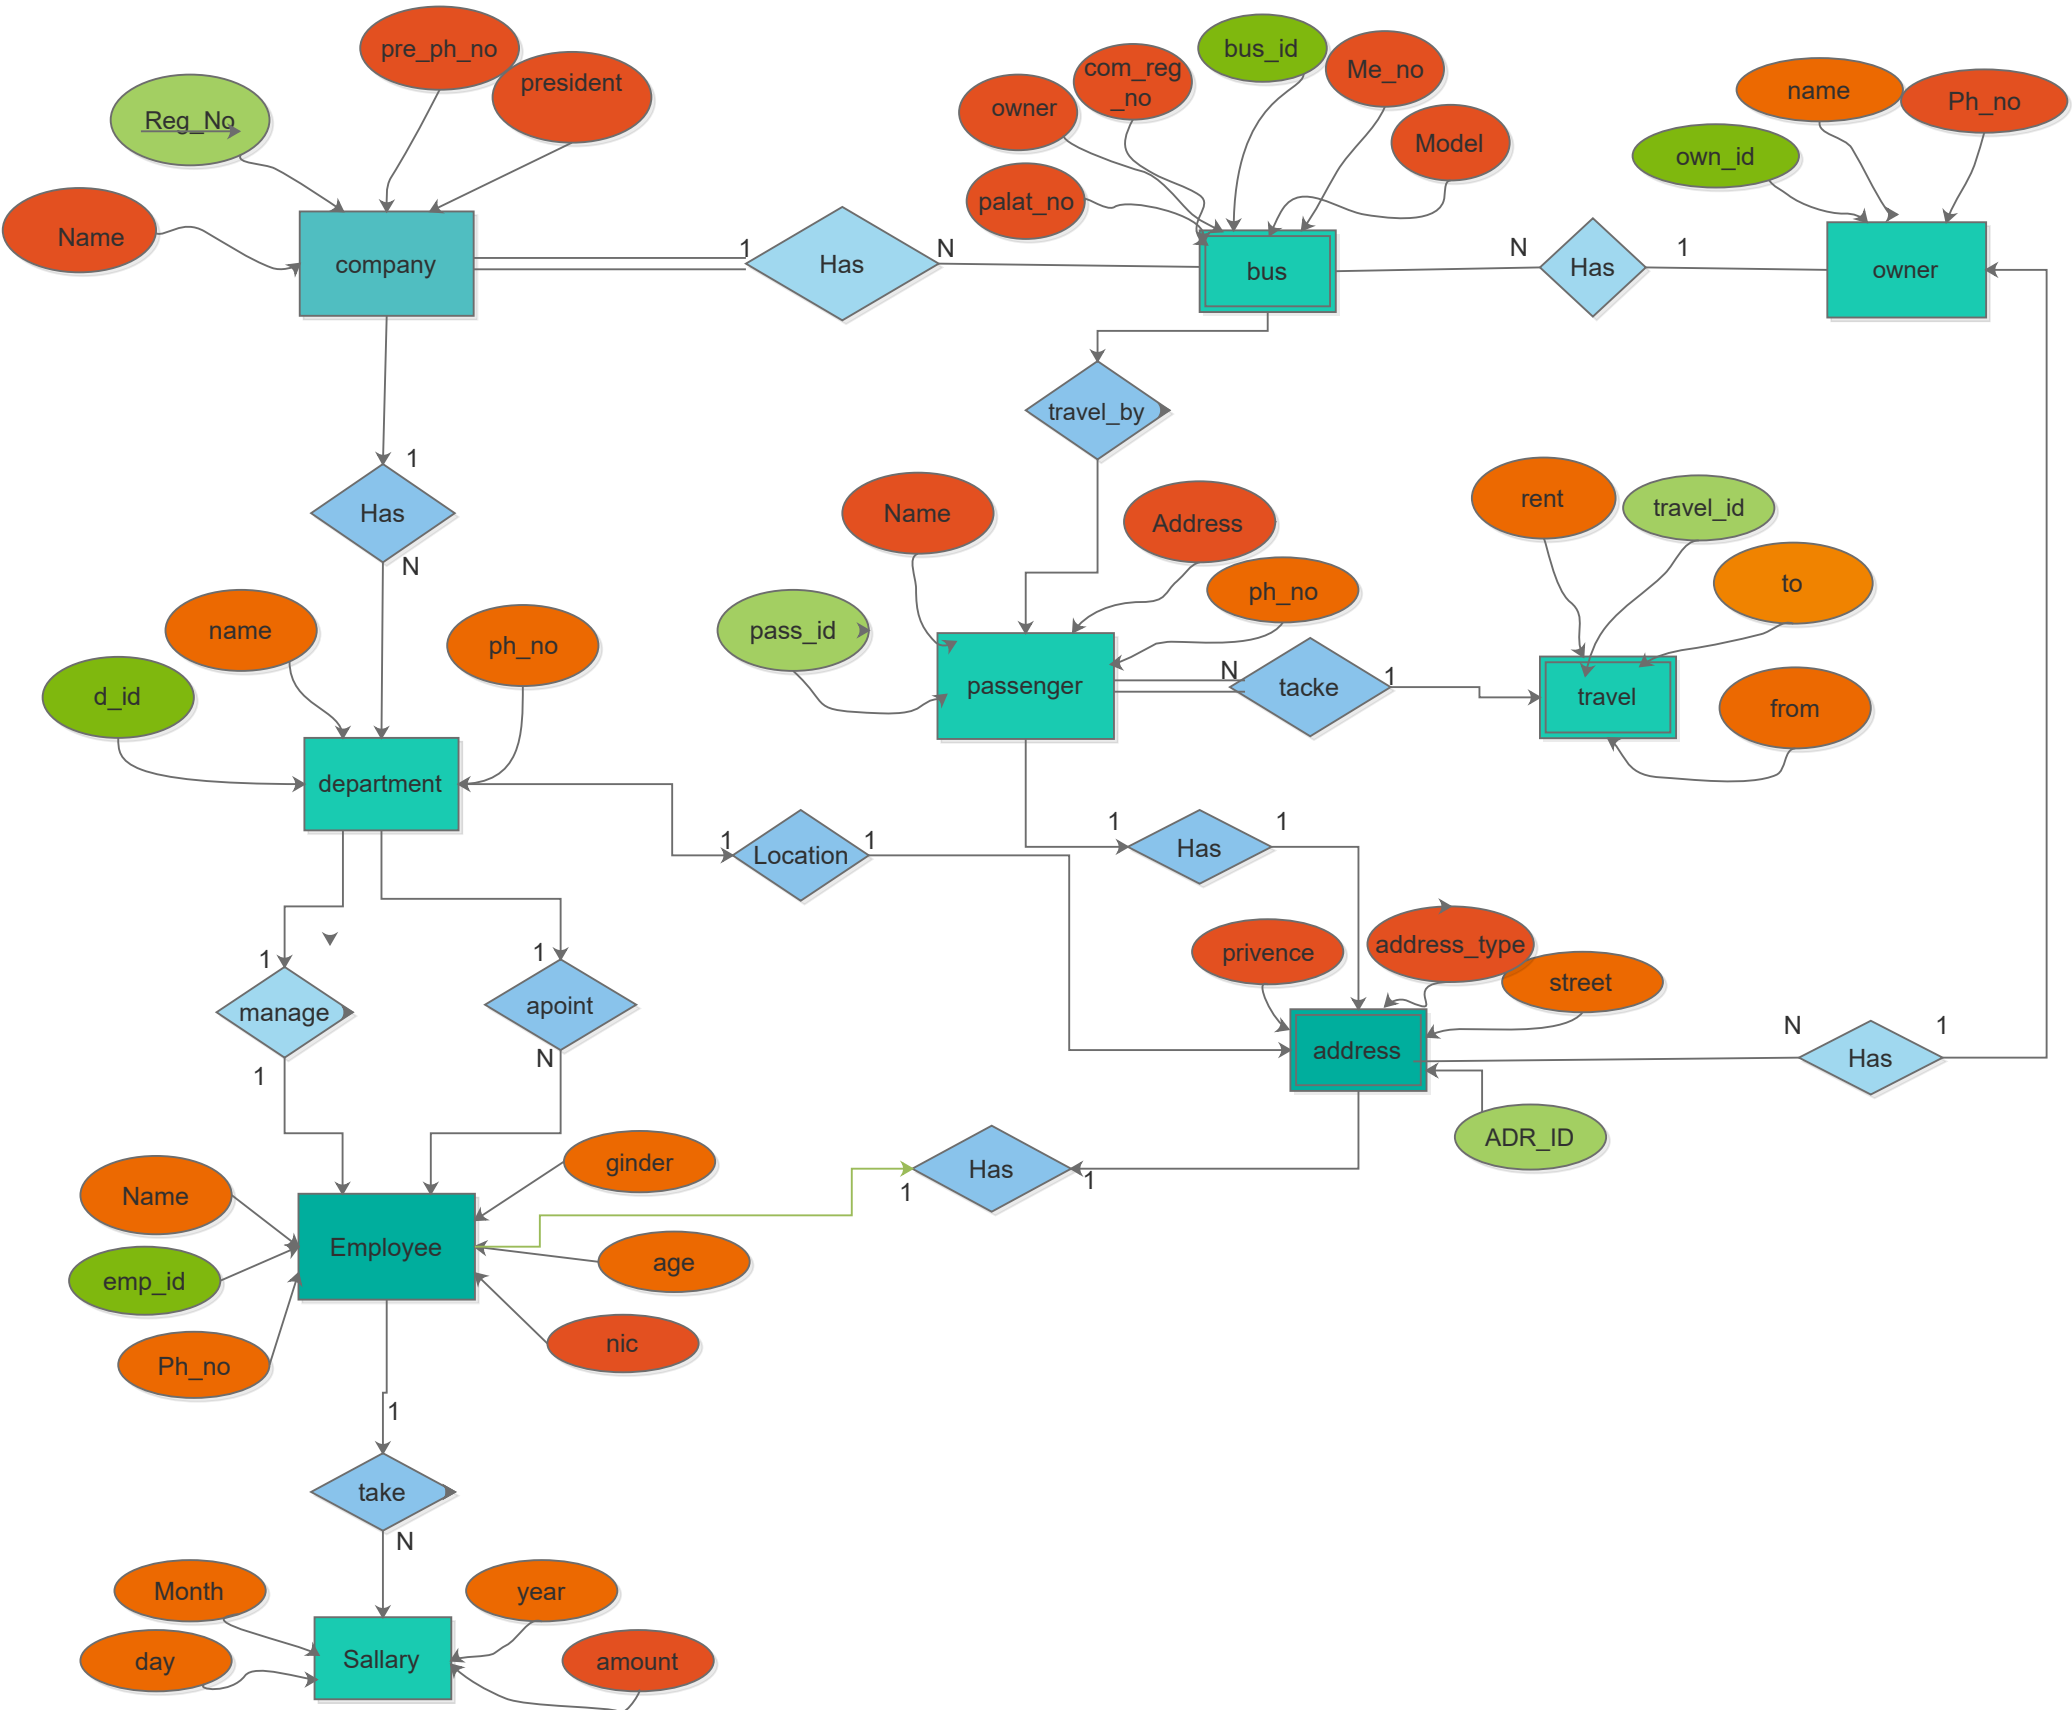 pre_ph_no
president
Reg_No
Name
company
1
Has
N
owner
com_reg
_no
bus_id
Me_no
Model
palat_no
bus
N
Has
1
name
Ph_no
own_id
owner
travel_by
1
Has
N
name
ph_no
d_id
department
Name
Address
ph_no
pass_id
passenger
N
tacke
1
rent
travel_id
to
from
travel
1
Location
1
1
Has
1
privence
address_type
street
address
ADR_ID
N
Has
1
1
manage
1
1
apoint
N
Name
emp_id
Ph_no
Employee
ginder
age
nic
1
Has
1
1
take
N
Month
day
Sallary
year
amount